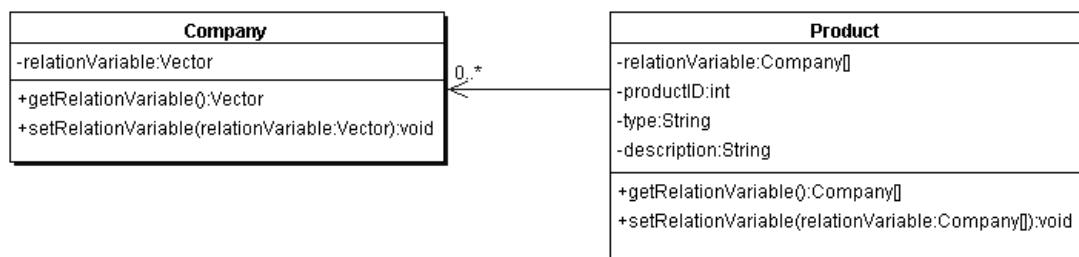 Company
-relationVariable:Vector
+getRelationVariable():Vector
+setRelationVariable(relationVariable:Vector):void
0..*
Product
-relationVariable:Company[]
-productID:int
-type:String
-description:String
+getRelationVariable():Company[]
+setRelationVariable(relationVariable:Company[]):void